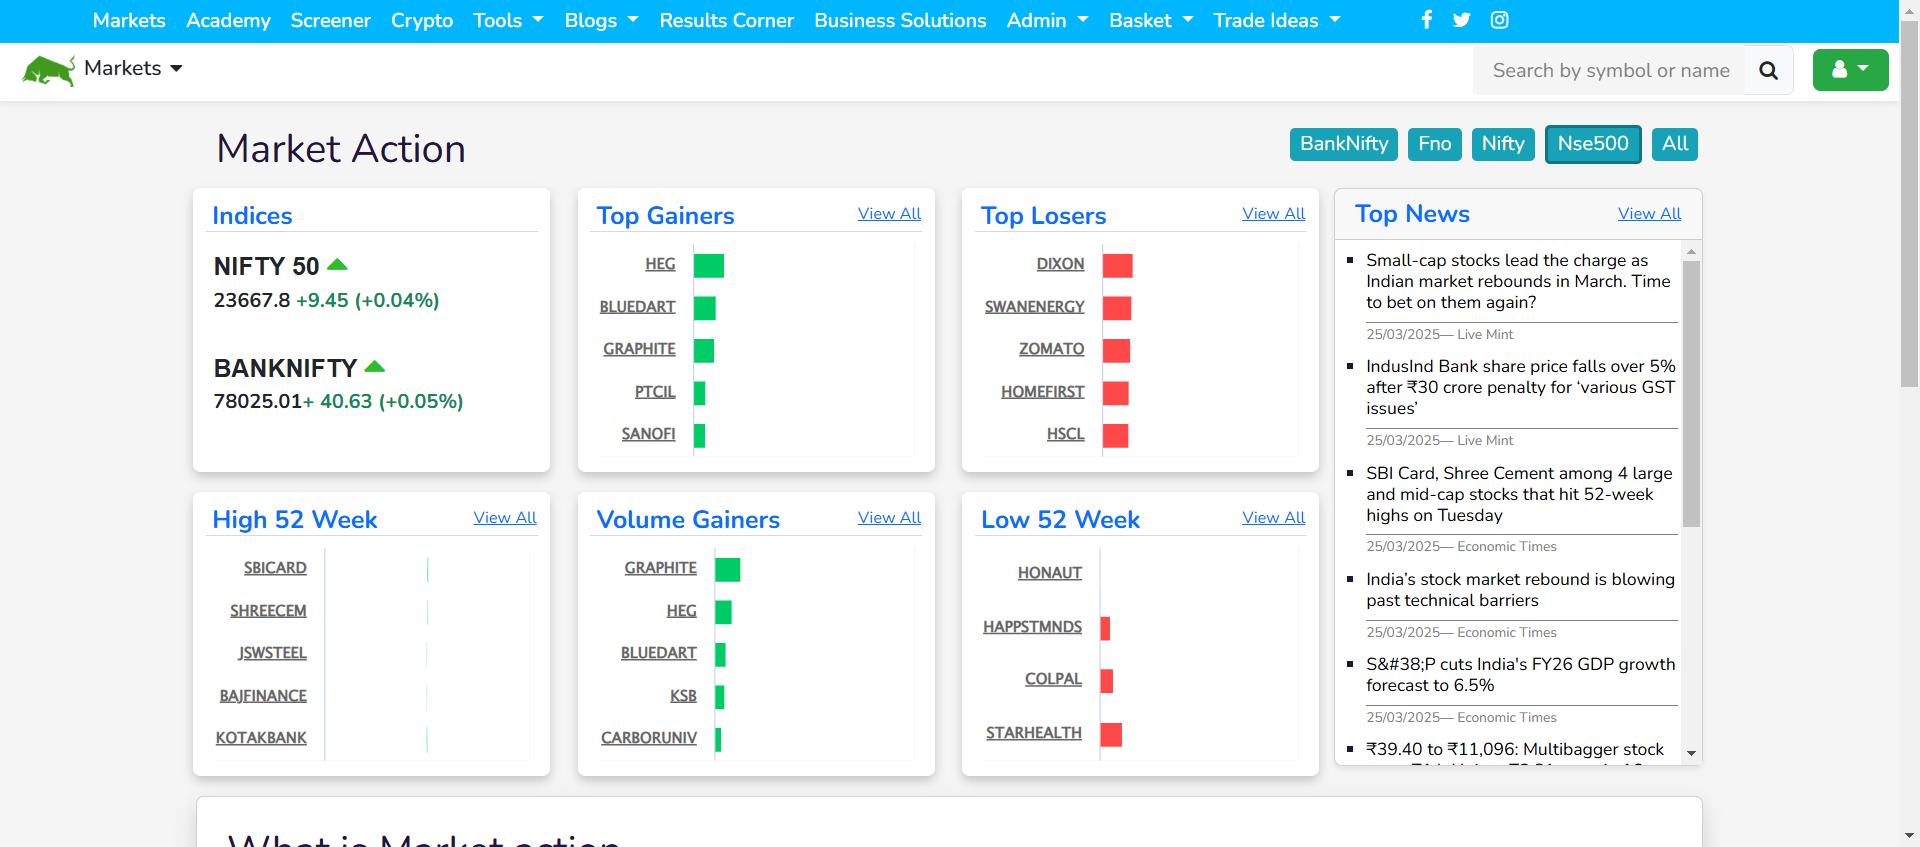 Markets Academy Screener Crypto Tools Blogs Results Corner Business Solutions Admin Basket Trade Ideas
Markets
Search by symbol or name
Market Action
BankNifty Fno Nifty Nse500 All
Indices
NIFTY 50
23667.8 +9.45 (+0.04%)
BANKNIFTY
78025.01+ 40.63 (+0.05%)
Top Gainers View All
HEG
BLUEDART
GRAPHITE
PTCIL
SANOFI
Top Losers View All
DIXON
SWANENERGY
ZOMATO
HOMEFIRST
HSCL
Top News View All
Small-cap stocks lead the charge as
Indian market rebounds in March. Time
to bet on them again?
25/03/2025— Live Mint
IndusInd Bank share price falls over 5%
after ₹30 crore penalty for ‘various GST
issues’
25/03/2025— Live Mint
SBI Card, Shree Cement among 4 large
and mid-cap stocks that hit 52-week
highs on Tuesday
25/03/2025— Economic Times
India’s stock market rebound is blowing
past technical barriers
25/03/2025— Economic Times
S&#38;P cuts India's FY26 GDP growth
forecast to 6.5%
25/03/2025— Economic Times
₹39.40 to ₹11,096: Multibagger stock
High 52 Week View All
SBICARD
SHREECEM
JSWSTEEL
BAJFINANCE
KOTAKBANK
Volume Gainers View All
GRAPHITE
HEG
BLUEDART
KSB
CARBORUNIV
Low 52 Week View All
HONAUT
HAPPSTMNDS
COLPAL
STARHEALTH
What is Market action